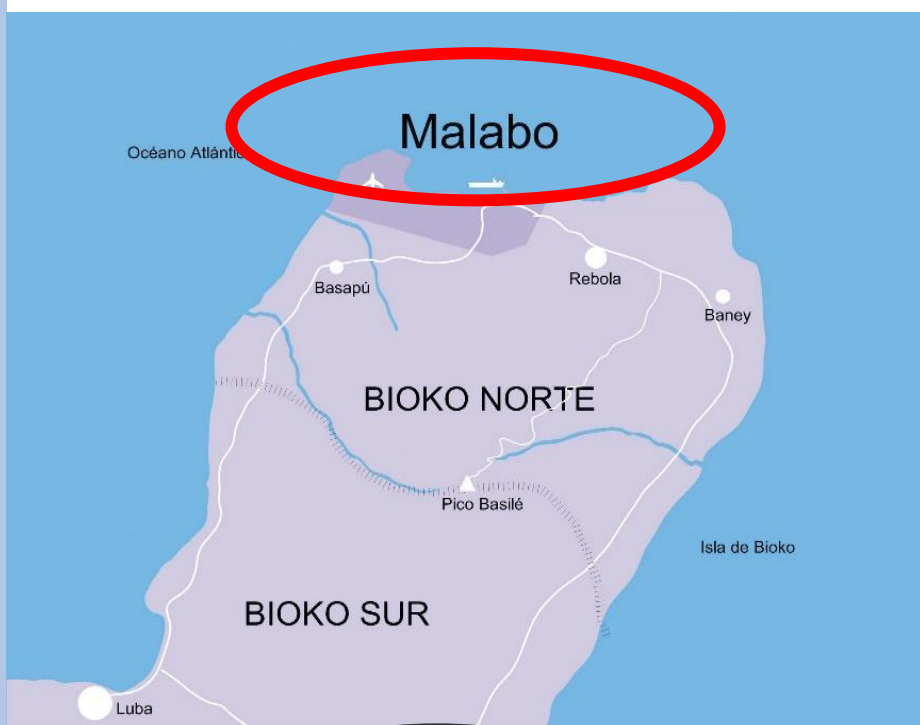 Malabo
Océano Atlántic
Rebola
Basapú
Baney
BIOKO NORTE
Pico Basilé
Isla de Bioko
BIOKO SUR
Luba